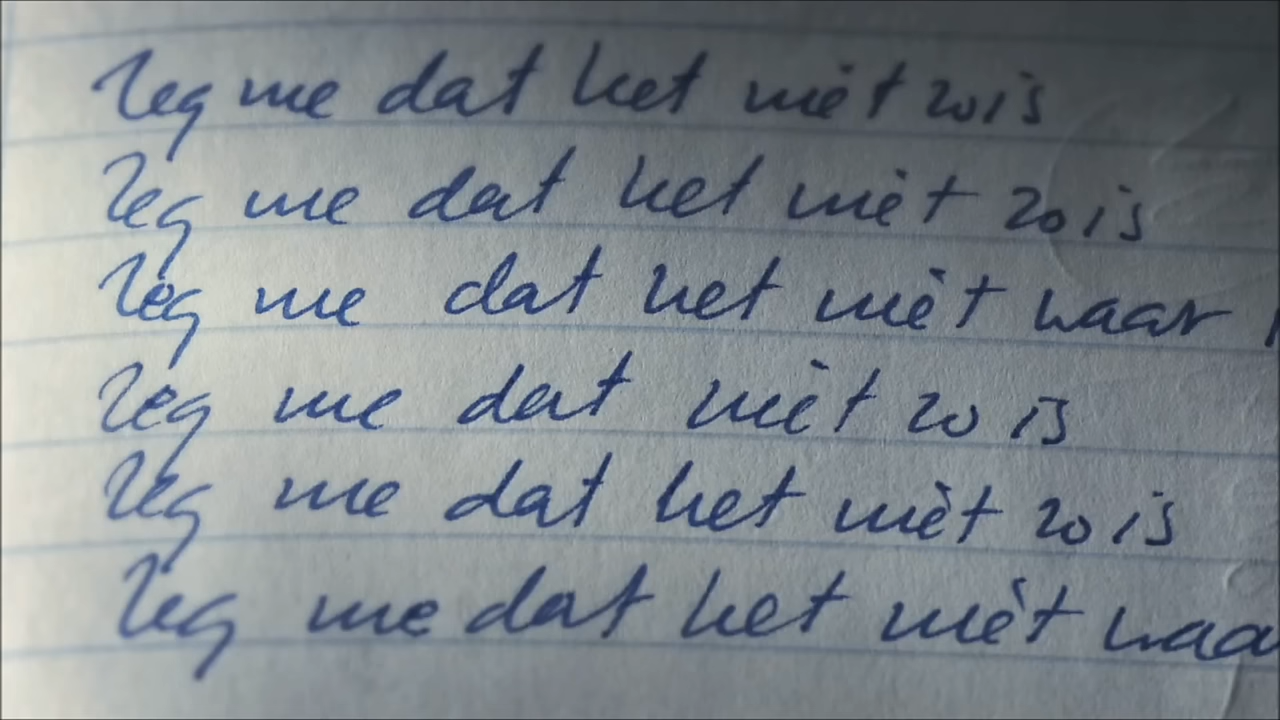 Zeg me dat het niet zo is
Zeg me dat het niet zo is
Zeg me dat het niet waar
Zeg me dat niet zo is
Zeg me dat het niet zo is
Zeg me dat het niet waa